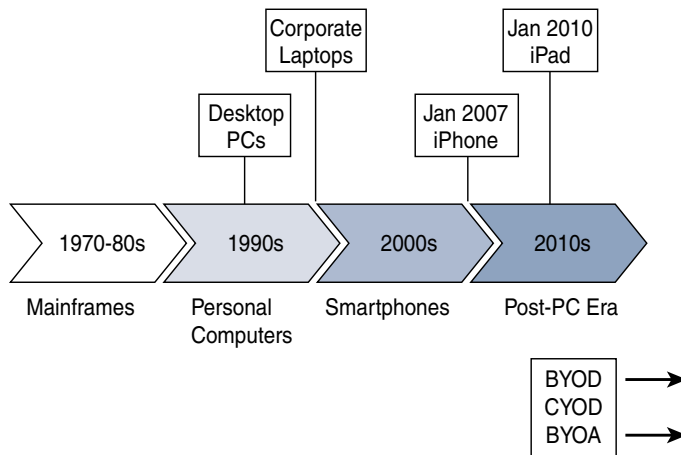 Corporate
Laptops
Jan 2010
iPad
Desktop
PCs
Jan 2007
iPhone
1970-80s
1990s
2000s
2010s
Mainframes
Personal
Computers
Smartphones
Post-PC Era
BYOD
CYOD
BYOA